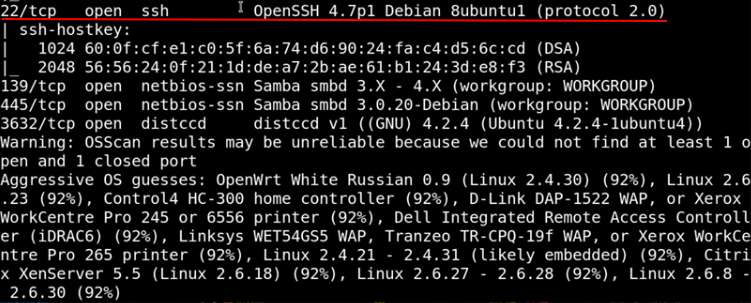 22/tcp   open  ssh         OpenSSH 4.7p1 Debian 8ubuntu1 (protocol 2.0)
| ssh-hostkey:
|   1024 60:0f:cf:e1:c0:5f:6a:74:d6:90:24:fa:c4:d5:6c:cd (DSA)
|_  2048 56:56:24:0f:21:1d:de:a7:2b:ae:61:b1:24:3d:e8:f3 (RSA)
139/tcp  open  netbios-ssn Samba smbd 3.X - 4.X (workgroup: WORKGROUP)
445/tcp  open  netbios-ssn Samba smbd 3.0.20-Debian (workgroup: WORKGROUP)
3632/tcp open  distccd     distccd v1 ((GNU) 4.2.4 (Ubuntu 4.2.4-1ubuntu4))
Warning: OSScan results may be unreliable because we could not find at least 1 o
pen and 1 closed port
Aggressive OS guesses: OpenWrt White Russian 0.9 (Linux 2.4.30) (92%), Linux 2.6
.23 (92%), Control4 HC-300 home controller (92%), D-Link DAP-1522 WAP, or Xerox
WorkCentre Pro 245 or 6556 printer (92%), Dell Integrated Remote Access Controll
er (iDRAC6) (92%), Linksys WET54GS5 WAP, Tranzeo TR-CPQ-19f WAP, or Xerox WorkCe
ntre Pro 265 printer (92%), Linux 2.4.21 - 2.4.31 (likely embedded) (92%), Citri
x XenServer 5.5 (Linux 2.6.18) (92%), Linux 2.6.27 - 2.6.28 (92%), Linux 2.6.8 -
 2.6.30 (92%)